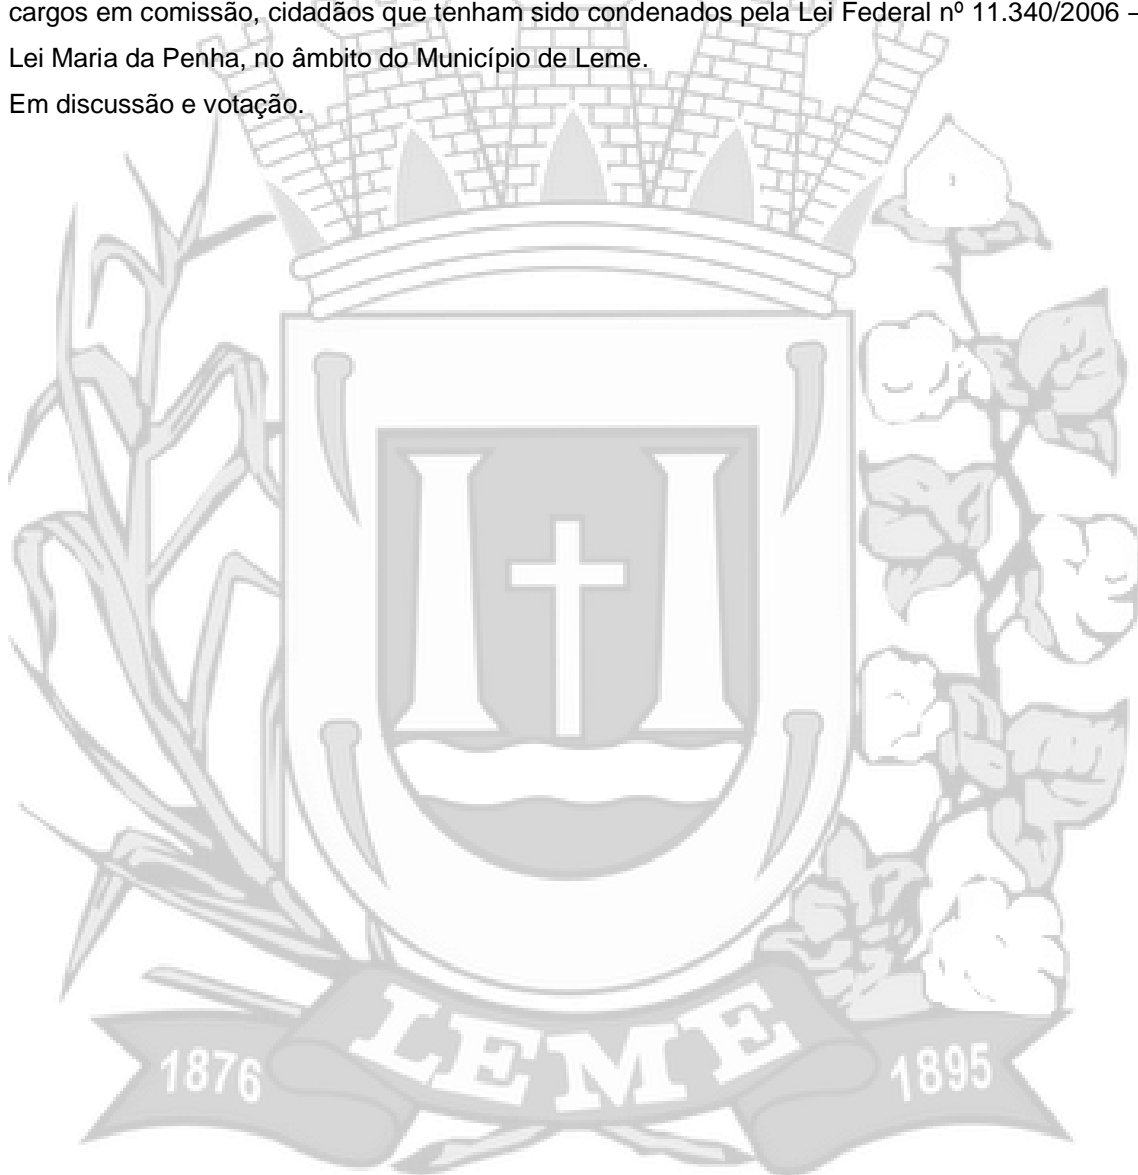 cargos em comissão, cidadãos que tenham sido condenados pela Lei Federal nº 11.340/2006 –
Lei Maria da Penha, no âmbito do Município de Leme.
Em discussão e votação.
1876
LEME
1895